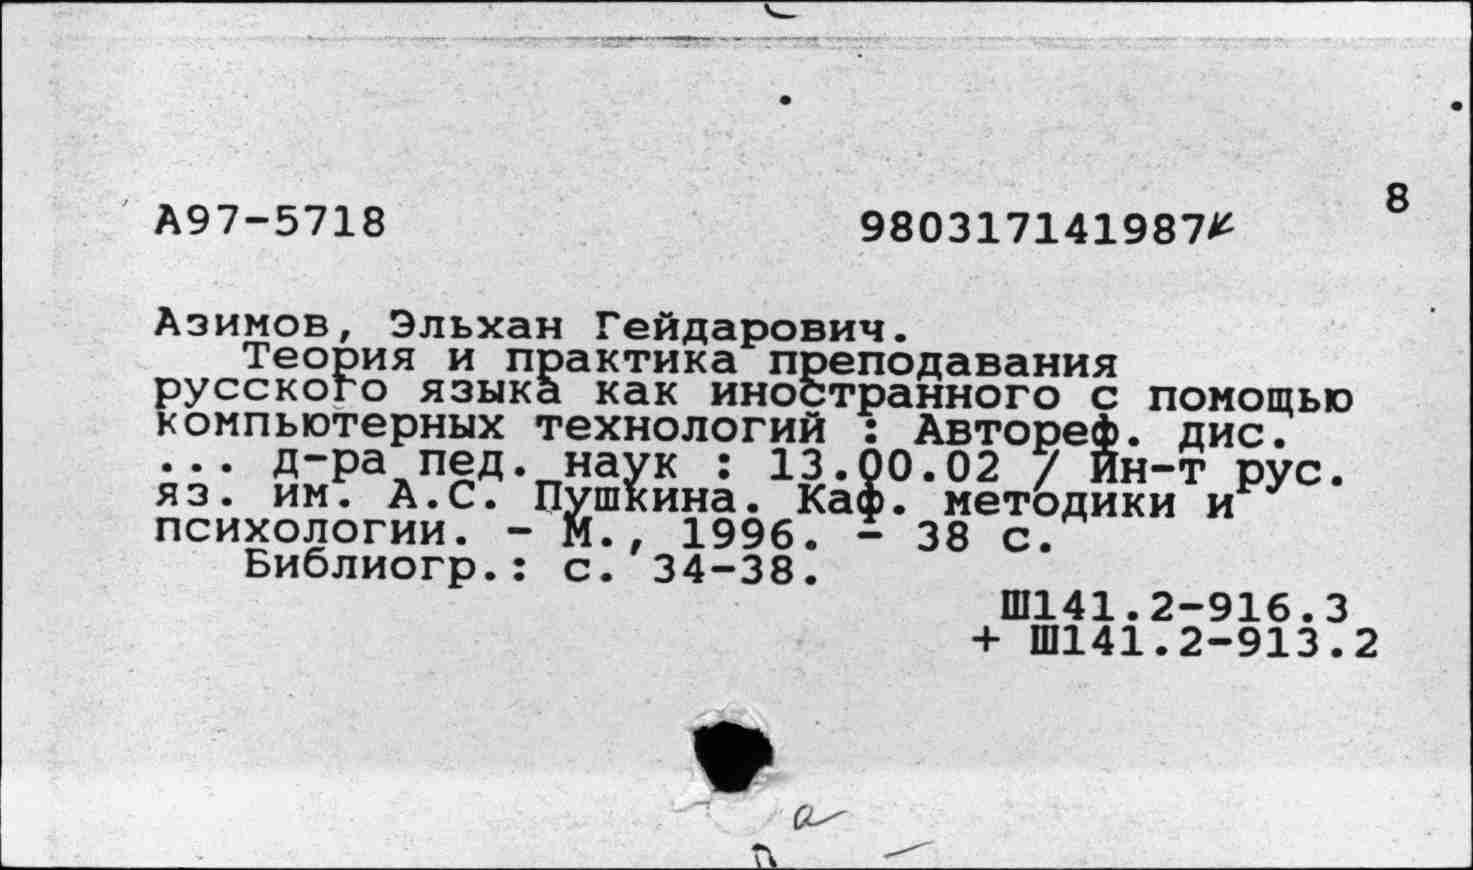 8
А97-5718 980317141987
Азимов, Эльхан Гейдарович.
Теория и практика преподавания
русского языка как иностранного с помощью
компьютерных технологий : Автореф. дис.
... д-ра пед. наук : 13.00.02 / Ин-т рус.
яз. им. А.С. Пушкина. Каф. методики и
психологии. - М., 1996. - 38 с.
Библиогр.: с. 34-38.
Ш141.2-916.3
+ Ш141.2-913.2
а